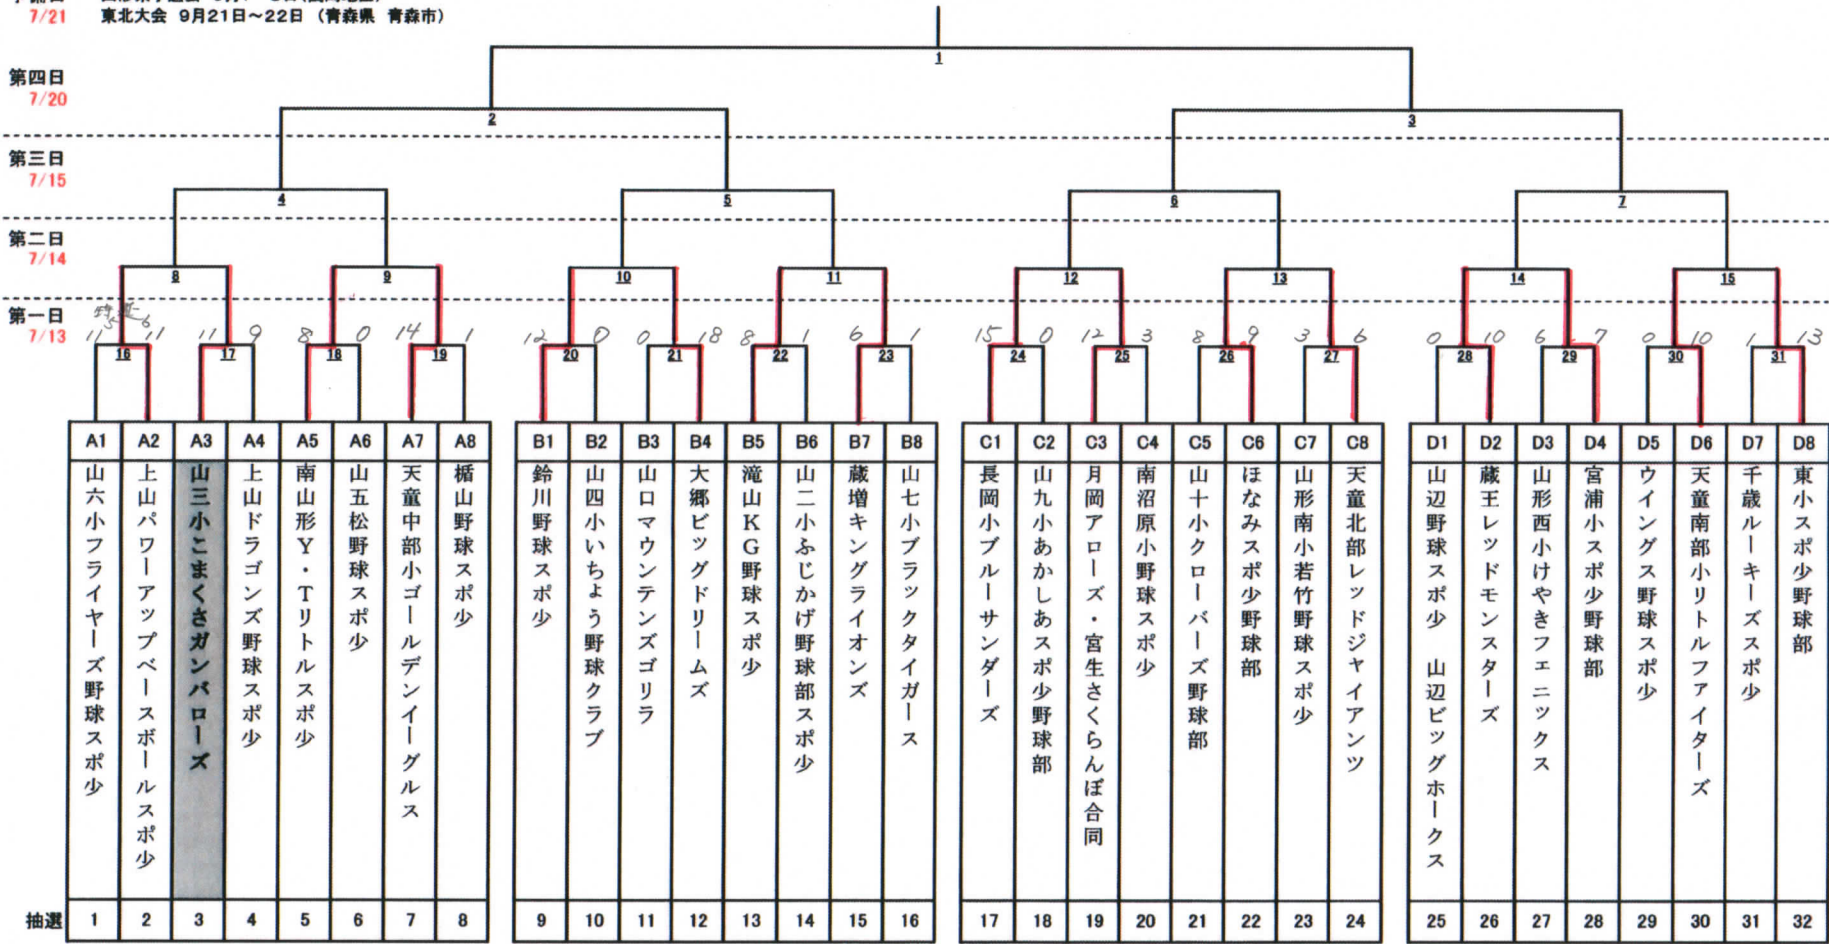 7/21
東北大会 9月21日～22日 (青森県 青森市)
1
第四日
7/20
2 3
第三日
7/15
4 5 6 7
第二日
7/14
8 9 10 11 12 13 14 15
第一日
7/13
5 6
11 11 11 9 8 0 14 1 12 0 0 18 8 1 6 1 15 0 12 3 8 9 3 6 0 10 6 7 0 10 1 13
16 17 18 19 20 21 22 23 24 25 26 27 28 29 30 31
A1 A2 A3 A4 A5 A6 A7 A8 B1 B2 B3 B4 B5 B6 B7 B8 C1 C2 C3 C4 C5 C6 C7 C8 D1 D2 D3 D4 D5 D6 D7 D8
山六小フライヤーズ野球スポ少
上山パワーアップベースボールスポ少
山三小こまくさガンバローズ
上山ドラゴンズ野球スポ少
南山形Y・Tリトルスポ少
山五松野球スポ少
天童中部小ゴールデンイーグルス
楯山野球スポ少
鈴川野球スポ少
山四小いちょう野球クラブ
山口マウンテンズゴリラ
大郷ビッグドリームズ
滝山KG野球スポ少
山二小ふじかげ野球部スポ少
蔵増キングライオンズ
山七小ブラックタイガース
長岡小ブルーサンダーズ
山九小あかしあスポ少野球部
月岡アローズ・宮生さくらんぼ合同
南沼原小野球スポ少
山十小クローバーズ野球部
ほなみスポ少野球部
山形南小若竹野球スポ少
天童北部レッドジャイアンツ
山辺野球スポ少 山辺ビッグホークス
蔵王レッドモンスターズ
山形西小けやきフェニックス
宮浦小スポ少野球部
ウイングス野球スポ少
天童南部小リトルファイターズ
千歳ルーキーズスポ少
東小スポ少野球部
抽選 1 2 3 4 5 6 7 8 9 10 11 12 13 14 15 16 17 18 19 20 21 22 23 24 25 26 27 28 29 30 31 32